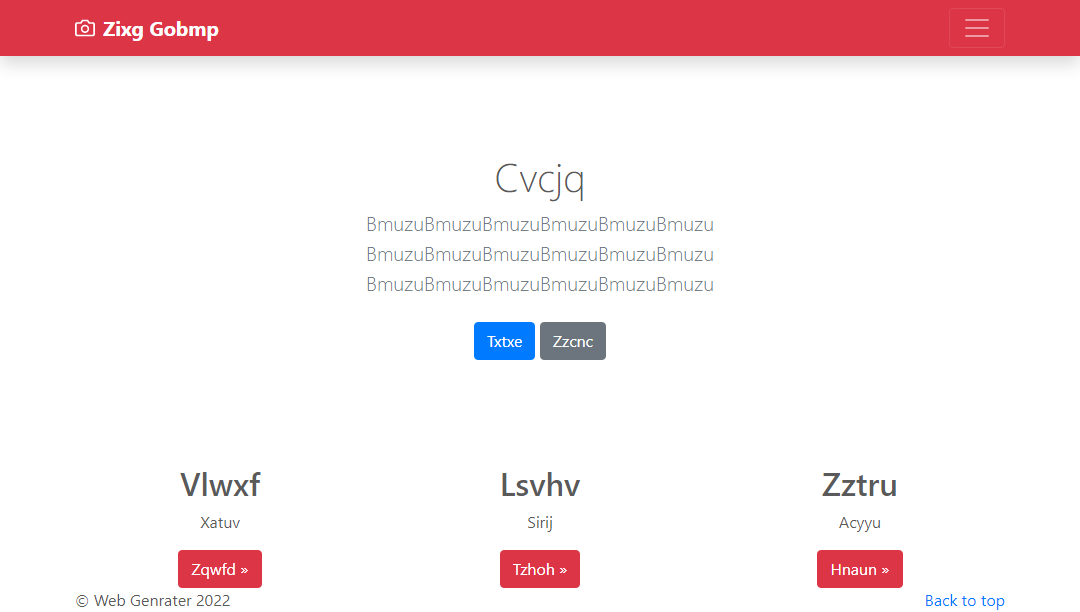 Zixg Gobmp
Cvcjq
BmuzuBmuzuBmuzuBmuzuBmuzuBmuzu
BmuzuBmuzuBmuzuBmuzuBmuzuBmuzu
BmuzuBmuzuBmuzuBmuzuBmuzuBmuzu
Txtxe Zzcnc
Vlwxf Lsvhv Zztru
Xatuv Sirij Acyyu
Zqwfd » Tzhoh » Hnaun »
© Web Genrater 2022 Back to top